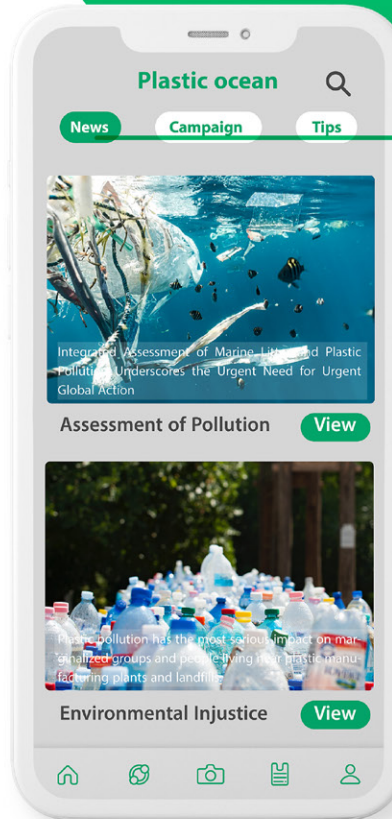 Plastic ocean
News Campaign Tips
Integrated Assessment of Marine Litter and Plastic
Pollution Underscores the Urgent Need for Urgent
Global Action
Assessment of Pollution View
Plastic pollution has the most serious impact on mar-
ginalized groups and people living near plastic manu-
facturing plants and landfills.
Environmental Injustice View